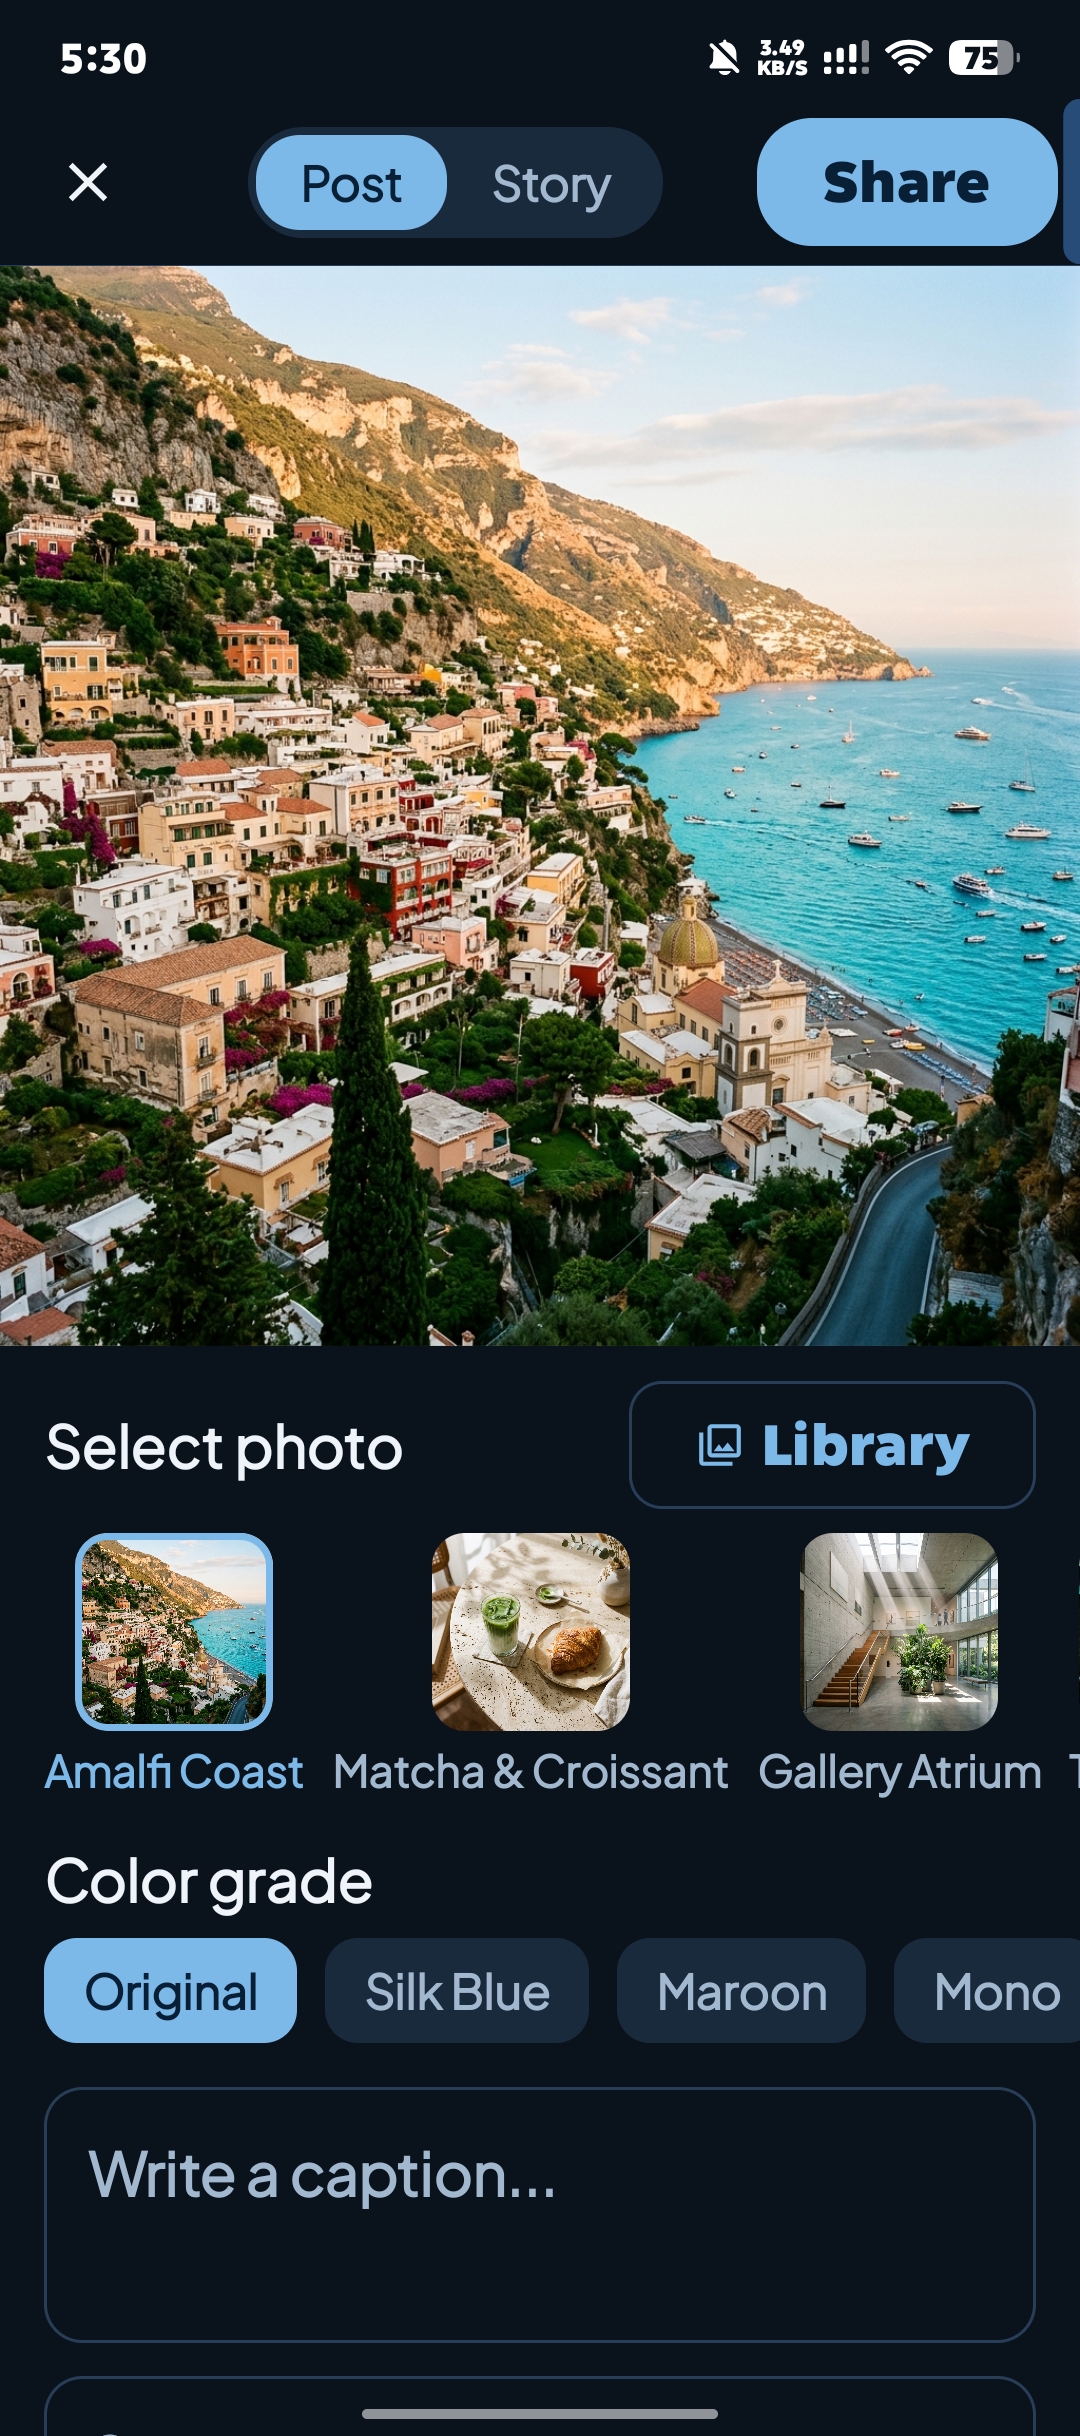 5:30
3.49
KB/S
75
Post
Story
Share
Select photo
Library
Amalfi Coast
Matcha & Croissant
Gallery Atrium
Color grade
Original
Silk Blue
Maroon
Mono
Write a caption...